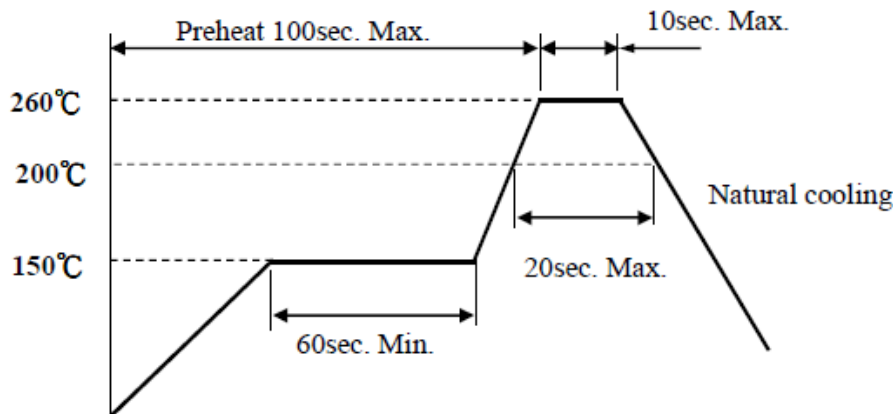 Preheat 100sec. Max.
10sec. Max.
260℃
200℃
Natural cooling
150℃
20sec. Max.
60sec. Min.